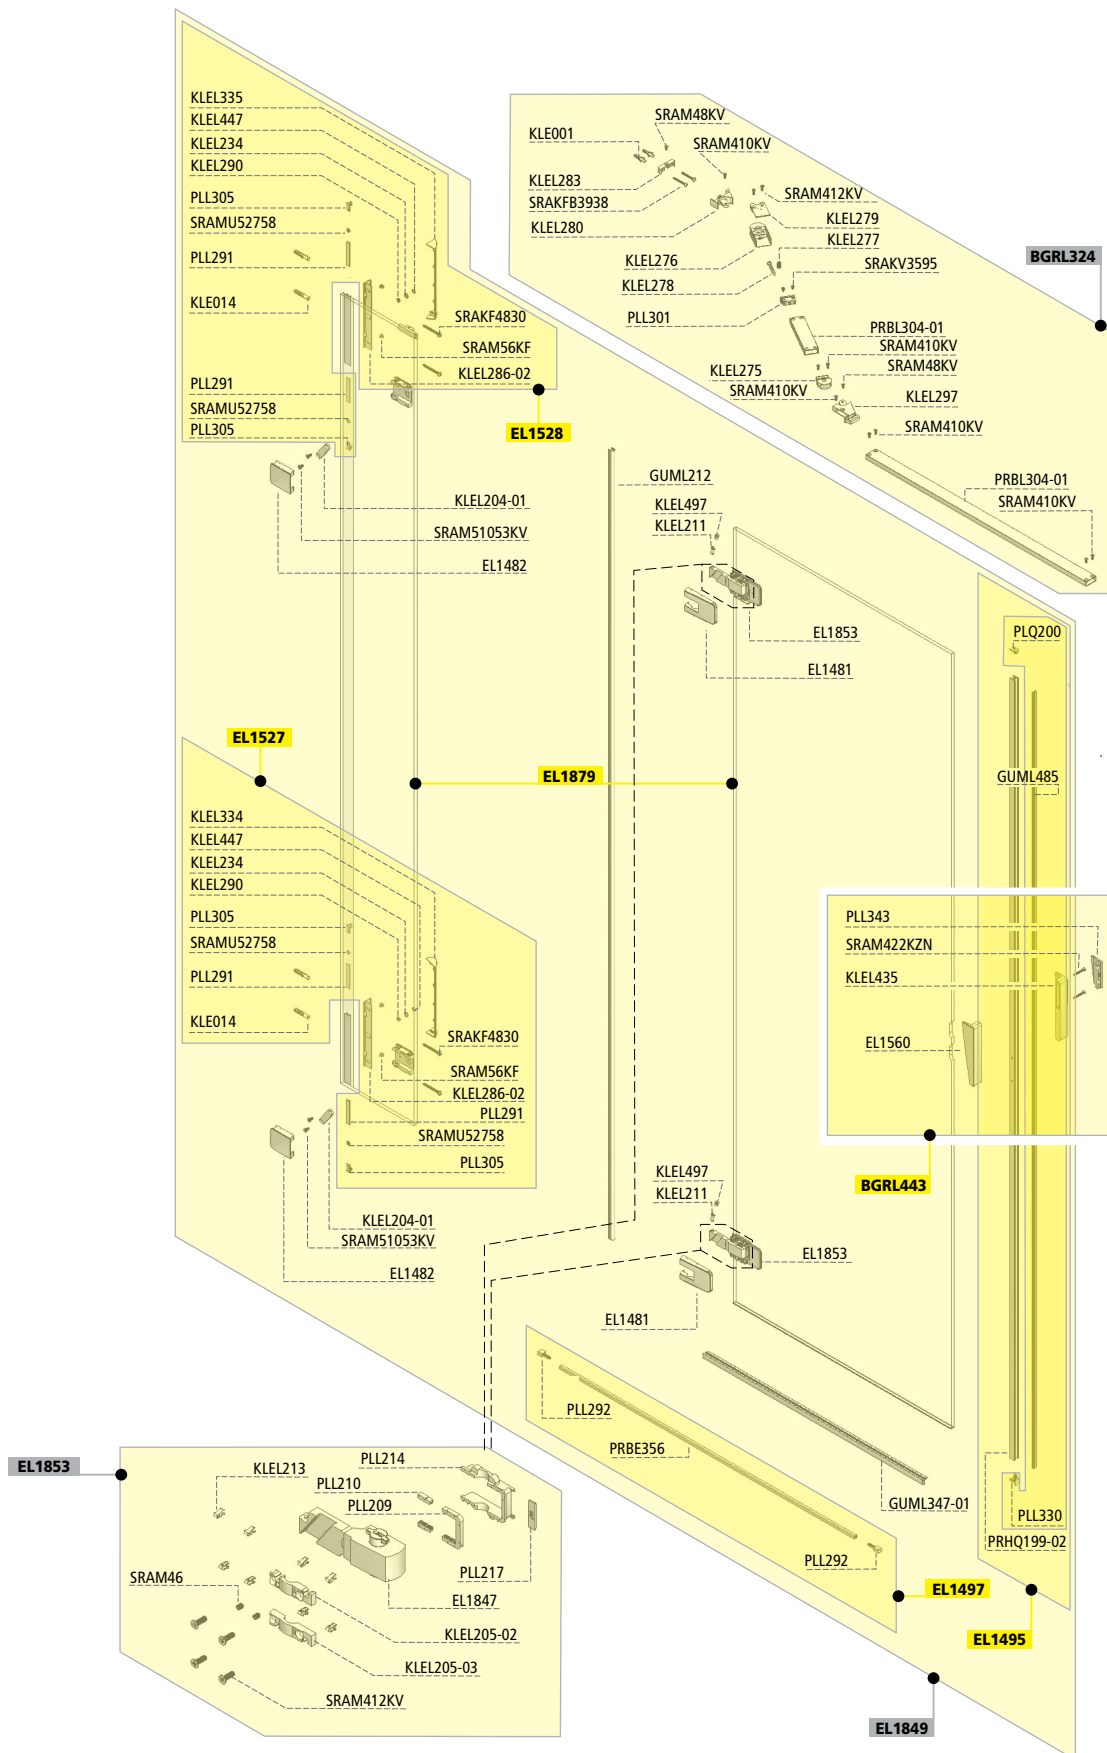 KLEL335
KLEL447
KLEL234
KLEL290
PLL305
SRAMU52758
PLL291
KLE014
SRAKF4830
SRAM56KF
KLEL286-02
PLL291
SRAMU52758
PLL305
EL1528
KLEL204-01
SRAM51053KV
EL1482
SRAM48KV
KLE001
SRAM410KV
KLEL283
SRAKFB3938
KLEL280
SRAM412KV
KLEL279
KLEL277
KLEL276
SRAKV3595
KLEL278
PLL301
BGRL324
PRBL304-01
SRAM410KV
KLEL275
SRAM48KV
SRAM410KV
KLEL297
SRAM410KV
PRBL304-01
SRAM410KV
GUML212
KLEL497
KLEL211
EL1853
EL1481
PLQ200
EL1527
EL1879
GUML485
KLEL334
KLEL447
KLEL234
KLEL290
PLL305
SRAMU52758
PLL291
KLE014
SRAKF4830
SRAM56KF
KLEL286-02
PLL291
SRAMU52758
PLL305
KLEL204-01
SRAM51053KV
EL1482
PLL343
SRAM422KZN
KLEL435
EL1560
BGRL443
KLEL497
KLEL211
EL1853
EL1481
PLL292
PRBE356
GUML347-01
PLL330
PRHQ199-02
PLL292
EL1497
EL1495
EL1849
EL1853
PLL214
KLEL213
PLL210
PLL209
SRAM46
PLL217
EL1847
KLEL205-02
KLEL205-03
SRAM412KV